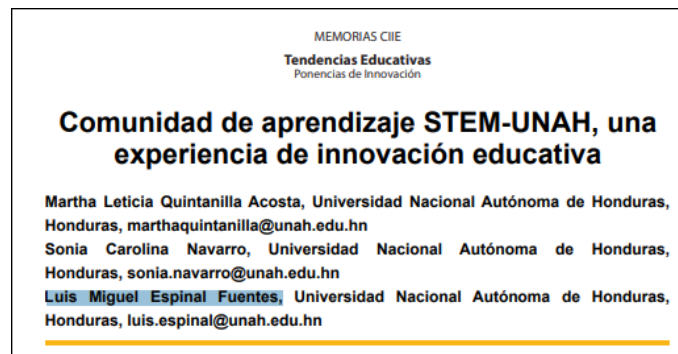 MEMORIAS CIIE
Tendencias Educativas
Ponencias de Innovación
Comunidad de aprendizaje STEM-UNAH, una
experiencia de innovación educativa
Martha Leticia Quintanilla Acosta, Universidad Nacional Autónoma de Honduras,
Honduras, marthaquintanilla@unah.edu.hn
Sonia Carolina Navarro, Universidad Nacional Autónoma de Honduras,
Honduras, sonia.navarro@unah.edu.hn
Luis Miguel Espinal Fuentes, Universidad Nacional Autónoma de Honduras,
Honduras, luis.espinal@unah.edu.hn